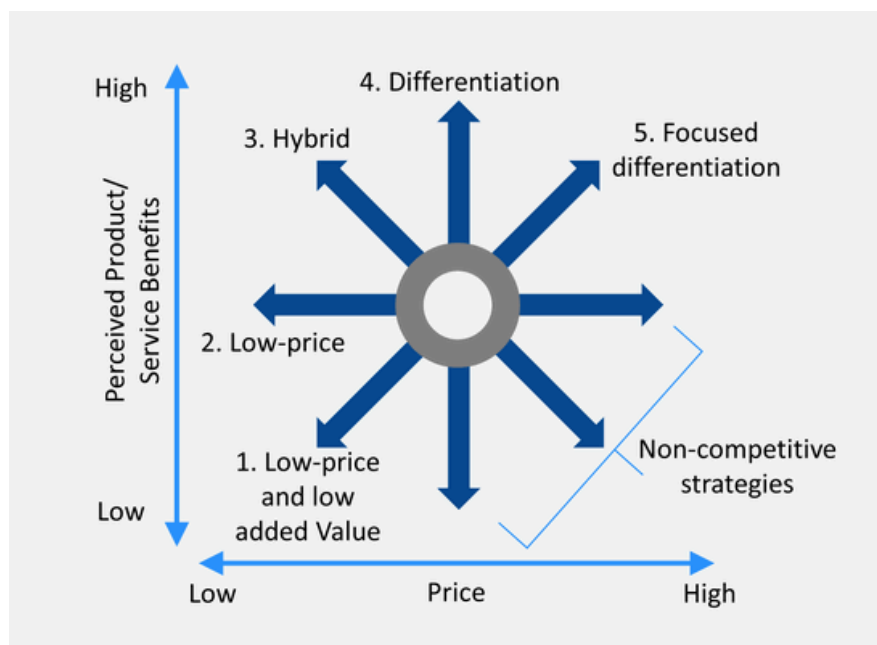 High
4. Differentiation
3. Hybrid
5. Focused
differentiation
Perceived Product/
Service Benefits
2. Low-price
1. Low-price
and low
added Value
Non-competitive
strategies
Low
Low
Price
High